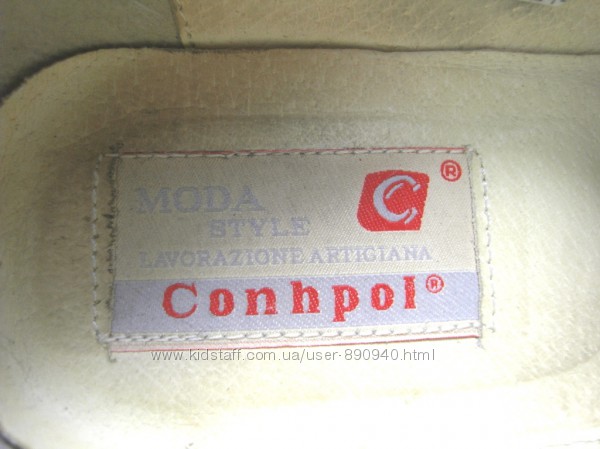 MODA
STYLE
C®
LAVORAZIONE ARTIGIANA
Conhpol®
www.kidstaff.com.ua/user-890940.html